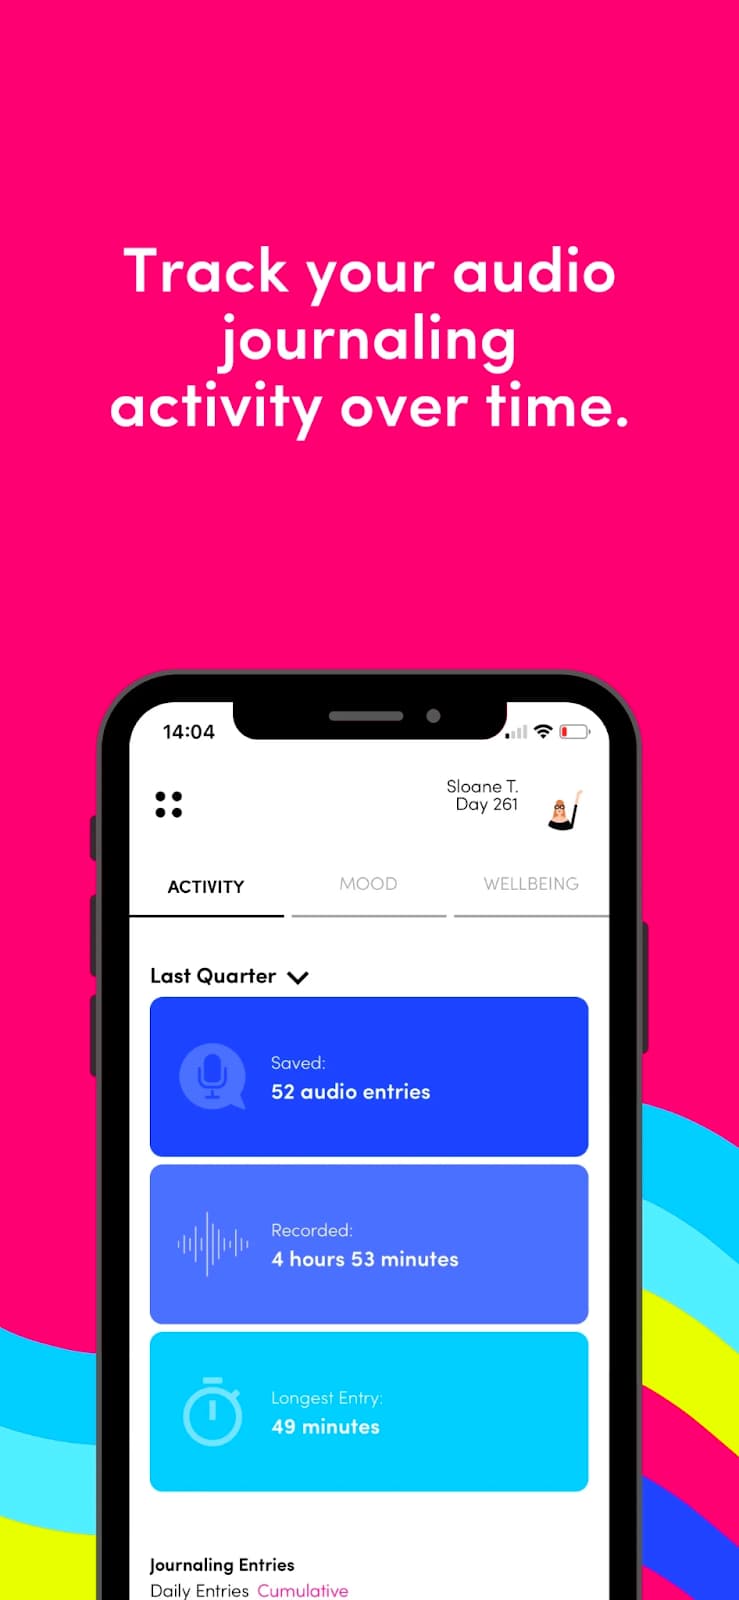 Track your audio
journaling
activity over time.
14:04
Sloane T.
Day 261
ACTIVITY
MOOD
WELLBEING
Last Quarter
Saved:
52 audio entries
Recorded:
4 hours 53 minutes
Longest Entry:
49 minutes
Journaling Entries
Daily Entries Cumulative